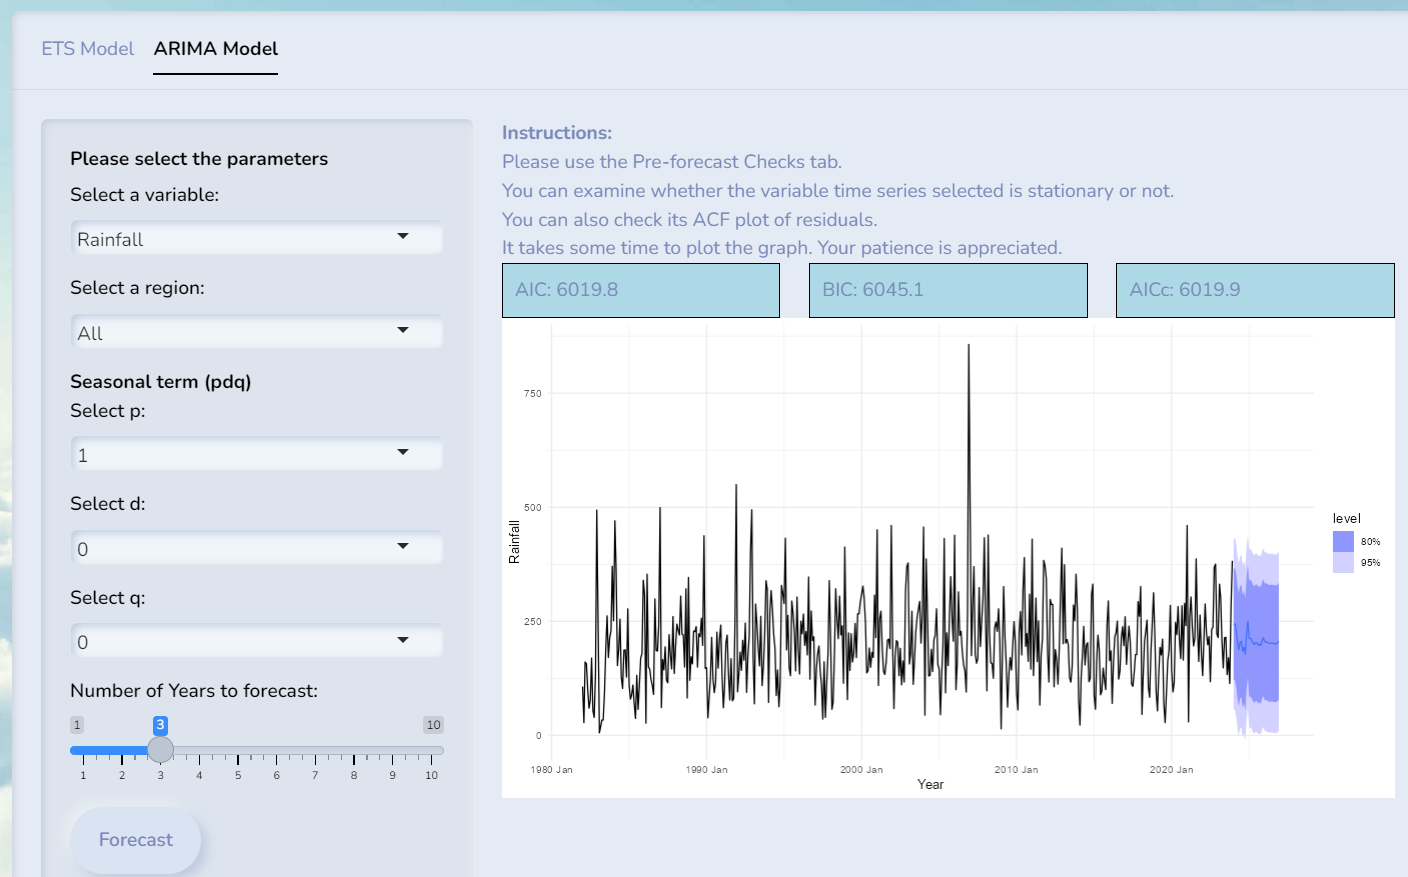 ETS Model ARIMA Model
Please select the parameters
Select a variable:
Rainfall
Select a region:
All
Seasonal term (pdq)
Select p:
1
Select d:
0
Select q:
0
Number of Years to forecast:
1 3 10
1 2 3 4 5 6 7 8 9 10
Forecast
Instructions:
Please use the Pre-forecast Checks tab.
You can examine whether the variable time series selected is stationary or not.
You can also check its ACF plot of residuals.
It takes some time to plot the graph. Your patience is appreciated.
AIC: 6019.8 BIC: 6045.1 AICc: 6019.9
750
500
250
0
Rainfall
1980 Jan 1990 Jan 2000 Jan 2010 Jan 2020 Jan
Year
level
80%
95%